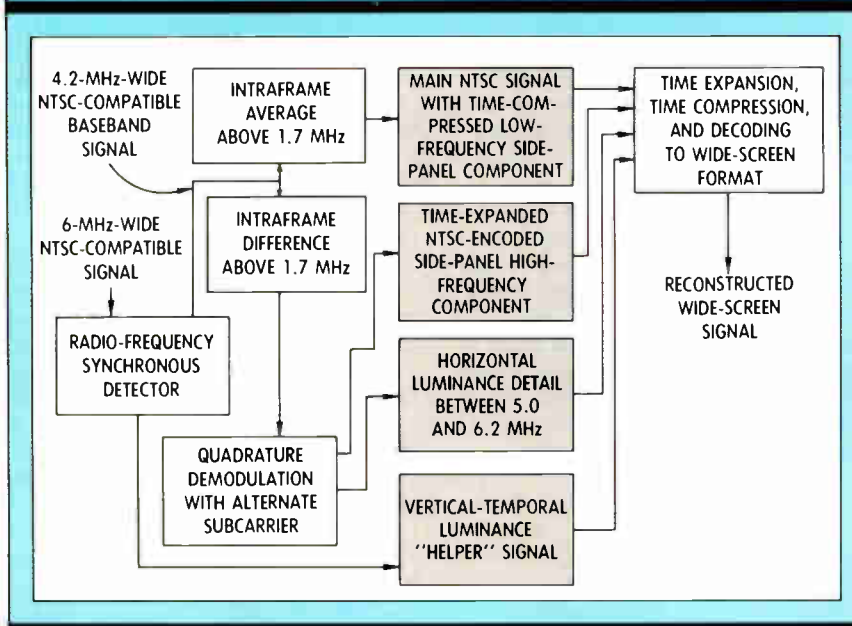 4.2-MHz-WIDE
NTSC-COMPATIBLE
BASEBAND
SIGNAL
6-MHz-WIDE
NTSC-COMPATIBLE
SIGNAL
RADIO-FREQUENCY
SYNCHRONOUS
DETECTOR
INTRAFRAME
AVERAGE
ABOVE 1.7 MHz
INTRAFRAME
DIFFERENCE
ABOVE 1.7 MHz
QUADRATURE
DEMODULATION
WITH ALTERNATE
SUBCARRIER
MAIN NTSC SIGNAL
WITH TIME-COM-
PRESSED LOW-
FREQUENCY SIDE-
PANEL COMPONENT
TIME-EXPANDED
NTSC-ENCODED
SIDE-PANEL HIGH-
FREQUENCY
COMPONENT
HORIZONTAL
LUMINANCE DETAIL
BETWEEN 5.0
AND 6.2 MHz
VERTICAL-TEMPORAL
LUMINANCE
"HELPER" SIGNAL
TIME EXPANSION,
TIME COMPRESSION,
AND DECODING
TO WIDE-SCREEN
FORMAT
RECONSTRUCTED
WIDE-SCREEN
SIGNAL